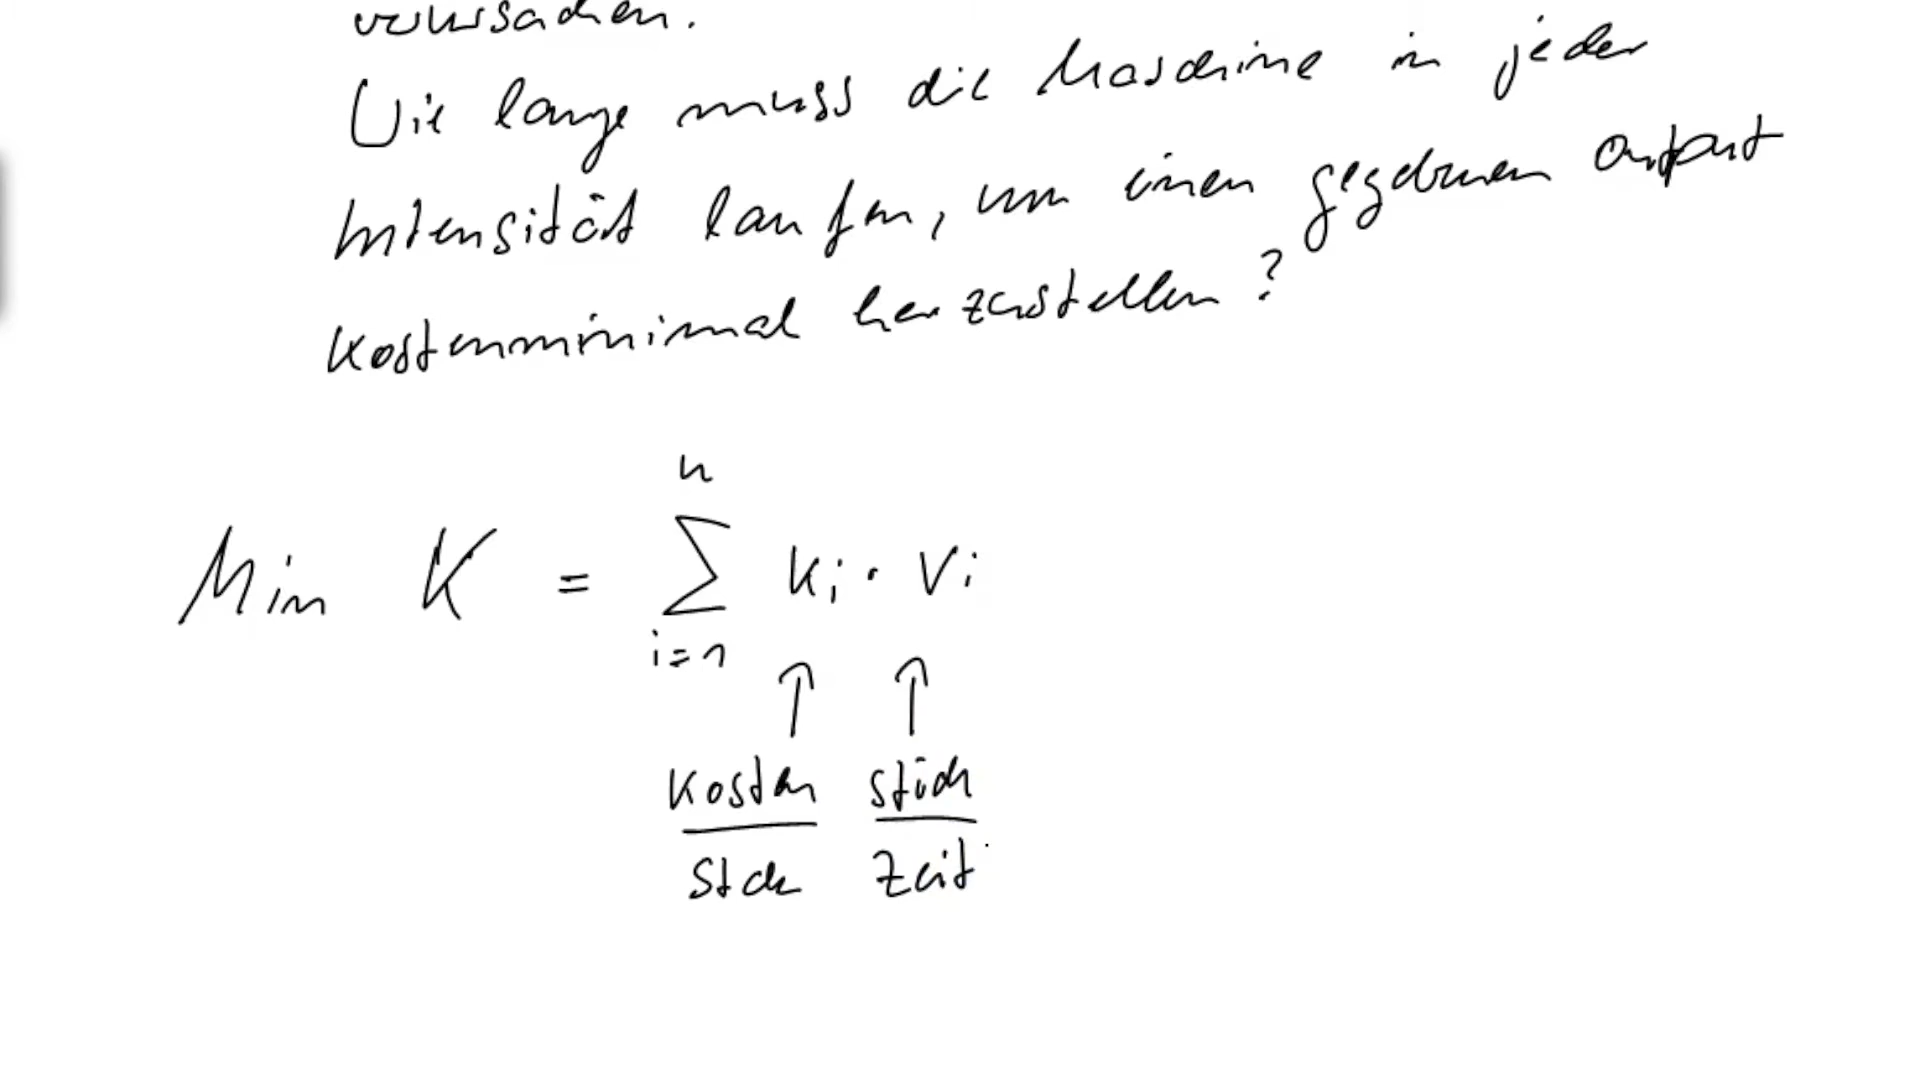 verursachen.
Wie lange muss die Maschine in jeder
Intensität laufen, um einen gegebenen Output
kostenminimal herzustellen?
n
Min K = ∑ ki · vi
i=1
↑ ↑
Kosten Stück
Stck Zeit